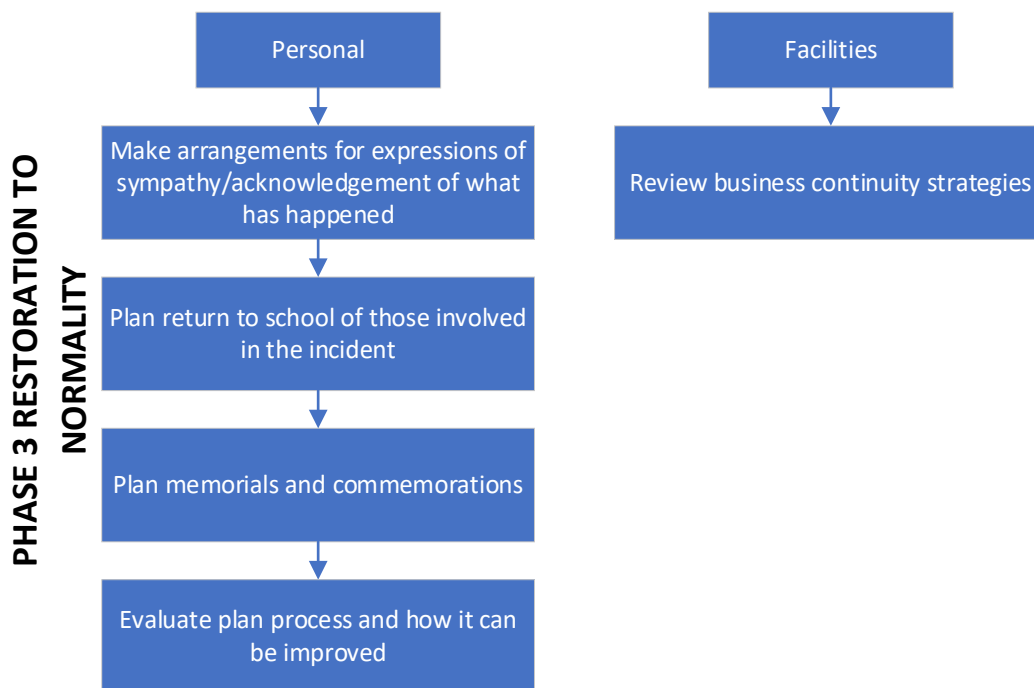 PHASE 3 RESTORATION TO
NORMALITY
Personal
Make arrangements for expressions of
sympathy/acknowledgement of what
has happened
Plan return to school of those involved
in the incident
Plan memorials and commemorations
Evaluate plan process and how it can
be improved
Facilities
Review business continuity strategies